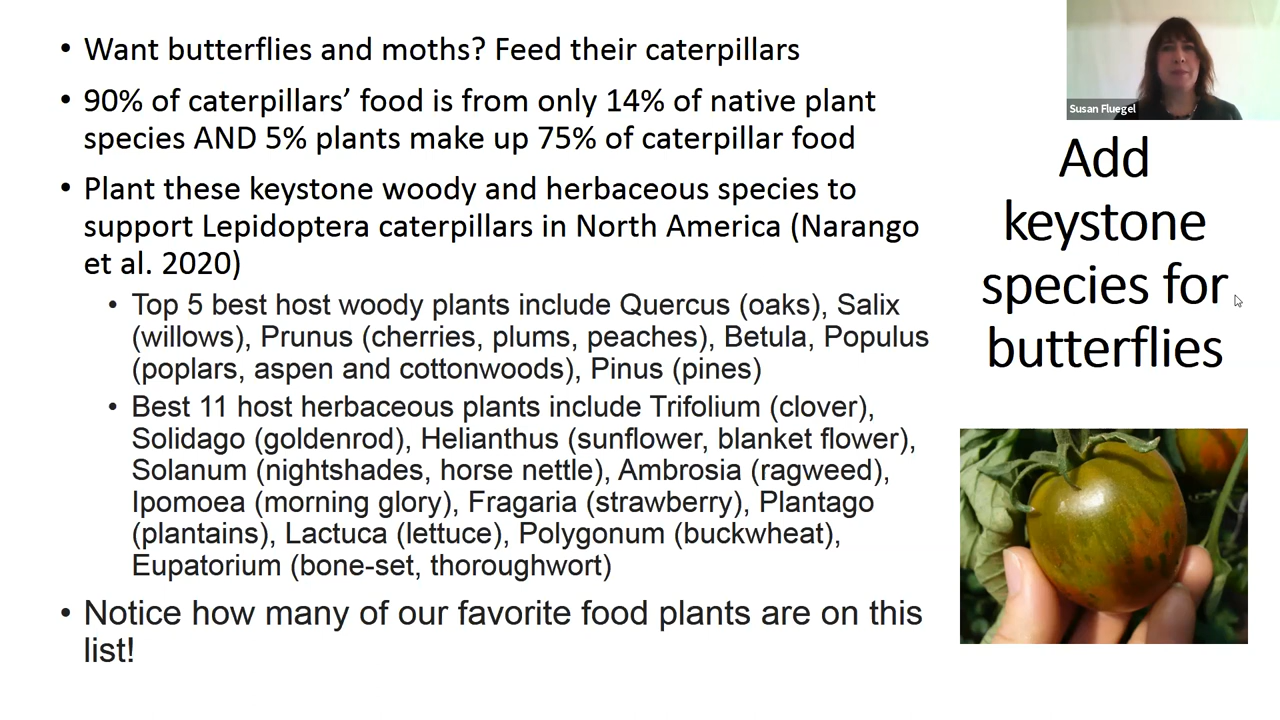 • Want butterflies and moths? Feed their caterpillars
• 90% of caterpillars’ food is from only 14% of native plant
species AND 5% plants make up 75% of caterpillar food
• Plant these keystone woody and herbaceous species to
support Lepidoptera caterpillars in North America (Narango
et al. 2020)
• Top 5 best host woody plants include Quercus (oaks), Salix
(willows), Prunus (cherries, plums, peaches), Betula, Populus
(poplars, aspen and cottonwoods), Pinus (pines)
• Best 11 host herbaceous plants include Trifolium (clover),
Solidago (goldenrod), Helianthus (sunflower, blanket flower),
Solanum (nightshades, horse nettle), Ambrosia (ragweed),
Ipomoea (morning glory), Fragaria (strawberry), Plantago
(plantains), Lactuca (lettuce), Polygonum (buckwheat),
Eupatorium (bone-set, thoroughwort)
• Notice how many of our favorite food plants are on this
list!
Susan Fluegel
Add
keystone
species for
butterflies